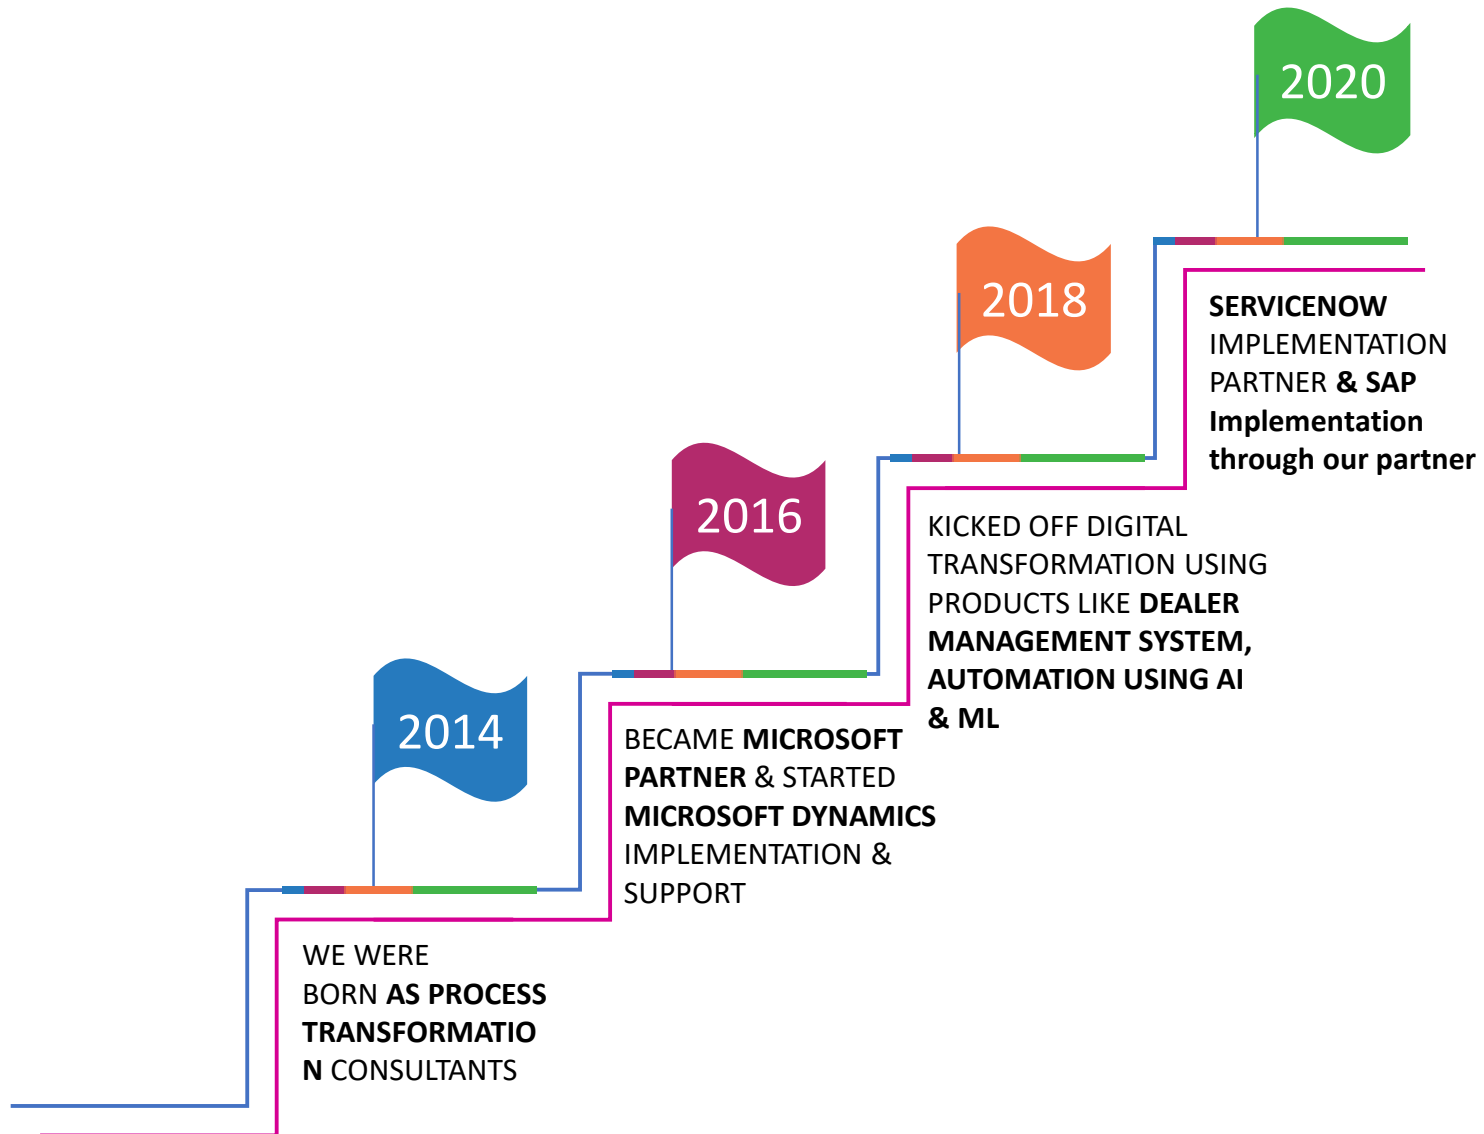 2020
2018
SERVICENOW
IMPLEMENTATION
PARTNER & SAP
Implementation
through our partner
2016
KICKED OFF DIGITAL
TRANSFORMATION USING
PRODUCTS LIKE DEALER
MANAGEMENT SYSTEM,
AUTOMATION USING AI
& ML
2014
BECAME MICROSOFT
PARTNER & STARTED
MICROSOFT DYNAMICS
IMPLEMENTATION &
SUPPORT
WE WERE
BORN AS PROCESS
TRANSFORMATIO
N CONSULTANTS